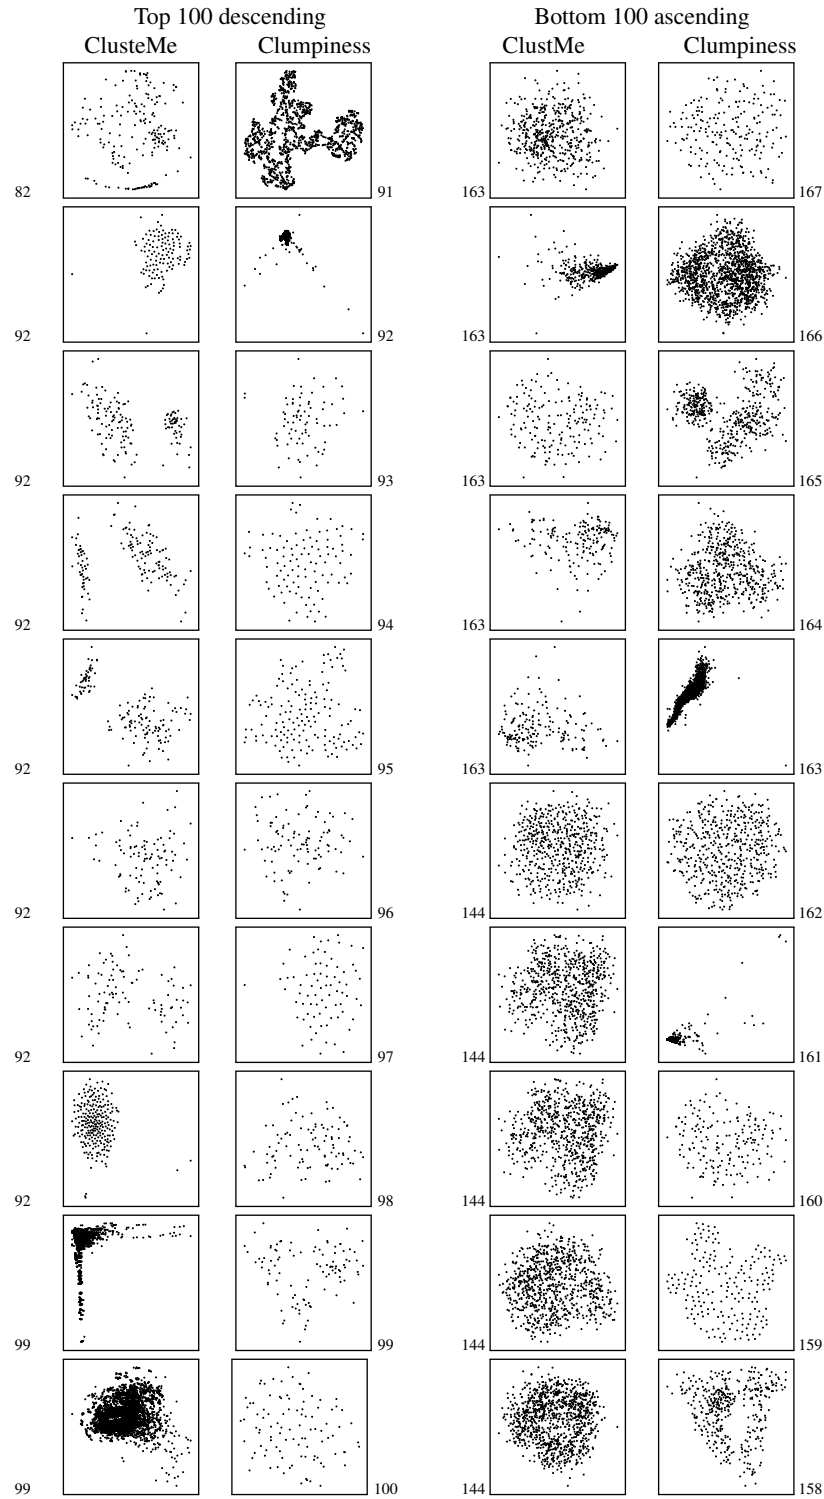 Top 100 descending Bottom 100 ascending
ClusteMe Clumpiness ClustMe Clumpiness
82 91 163 167
92 92 163 166
92 93 163 165
92 94 163 164
92 95 163 163
92 96 144 162
92 97 144 161
92 98 144 160
99 99 144 159
99 100 144 158